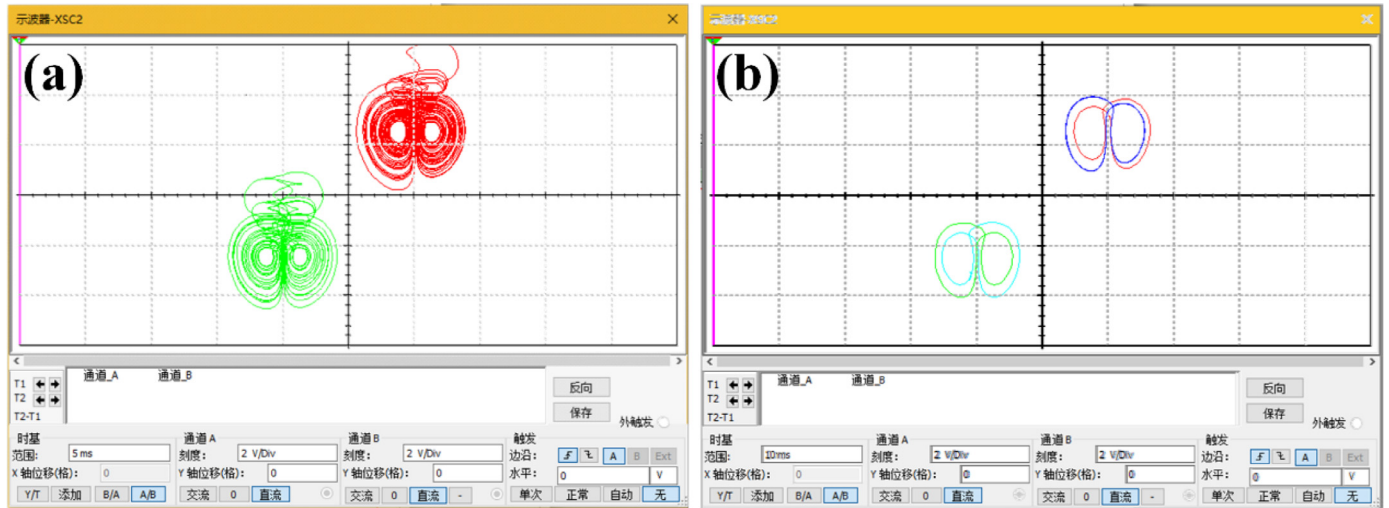 示波器-XSC2
(a)
T1
T2
T2-T1
通道_A 通道_B
反向
保存
外触发
时基
范围: 5 ms
X 轴位移(格): 0
Y/T 添加 B/A A/B
通道 A
刻度: 2 V/Div
Y 轴位移(格): 0
交流 0 直流
通道 B
刻度: 2 V/Div
Y 轴位移(格): 0
交流 0 直流 -
触发
边沿: A B Ext
水平: 0 V
单次 正常 自动 无
(b)
T1
T2
T2-T1
通道_A 通道_B
反向
保存
外触发
时基
范围: 10 ms
X 轴位移(格): 0
Y/T 添加 B/A A/B
通道 A
刻度: 2 V/Div
Y 轴位移(格): 0
交流 0 直流
通道 B
刻度: 2 V/Div
Y 轴位移(格): 0
交流 0 直流 -
触发
边沿: A B Ext
水平: 0 V
单次 正常 自动 无